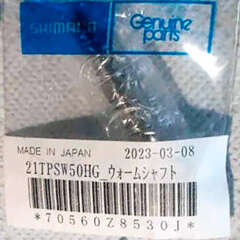 SHIMANO
Genuine
parts
MADE IN JAPAN 2023-03-08
21TPSW50HG ウォームシャフト
*70560Z8530J*